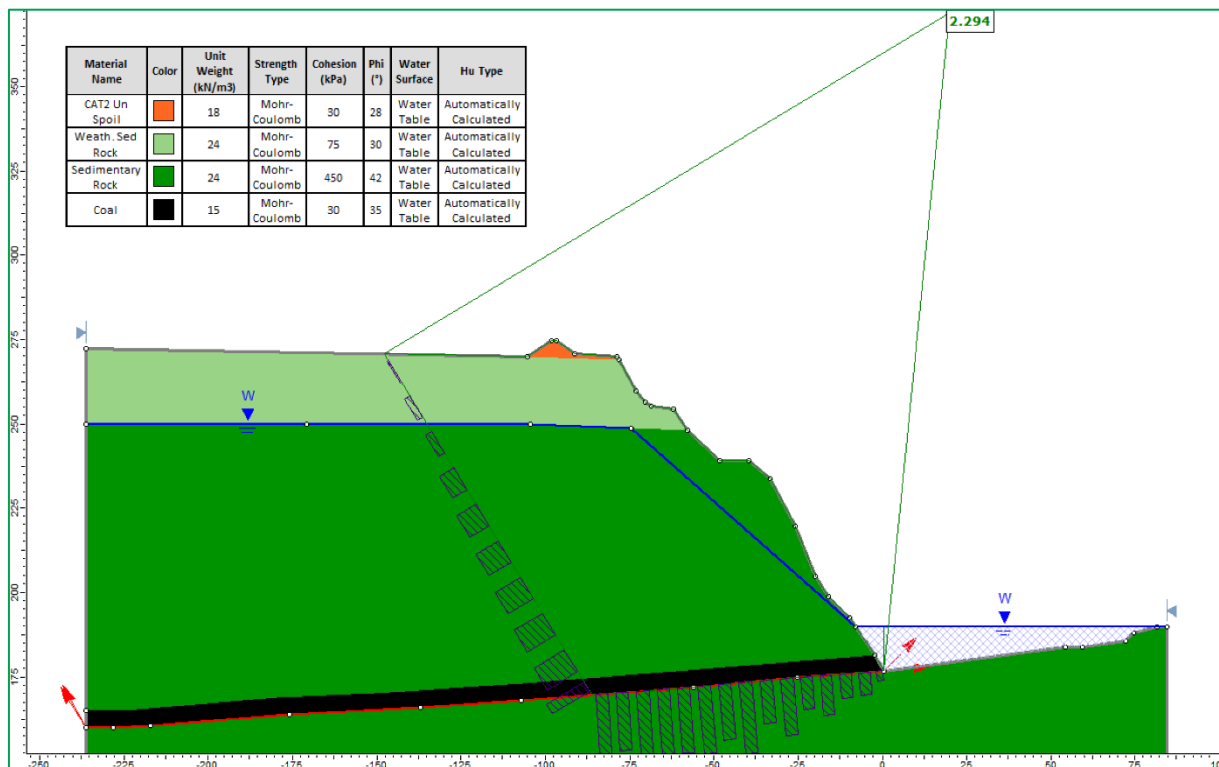 2.294
Material Name Color Unit Weight (kN/m3) Strength Type Cohesion (kPa) Phi (°) Water Surface Hu Type
CAT2 Un Spoil 18 Mohr-Coulomb 30 28 Water Table Automatically Calculated
Weath. Sed Rock 24 Mohr-Coulomb 75 30 Water Table Automatically Calculated
Sedimentary Rock 24 Mohr-Coulomb 450 42 Water Table Automatically Calculated
Coal 15 Mohr-Coulomb 30 35 Water Table Automatically Calculated
350
325
300
275
250
225
200
175
W
W
-250 -225 -200 -175 -150 -125 -100 -75 -50 -25 0 25 50 75 100